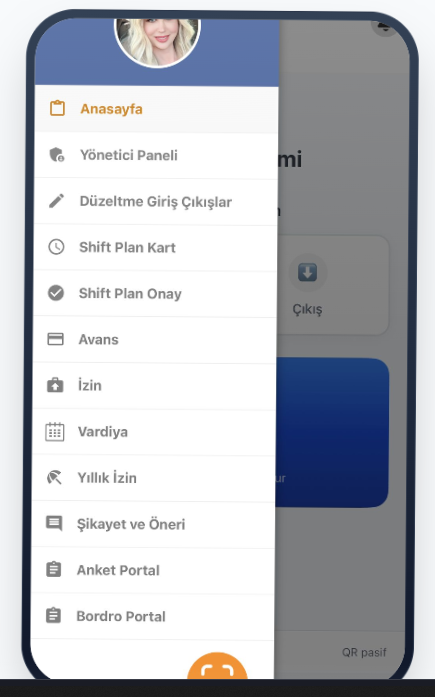 Anasayfa
Yönetici Paneli
Düzeltme Giriş Çıkışlar
Shift Plan Kart
Shift Plan Onay
Avans
İzin
Vardiya
Yıllık İzin
Şikayet ve Öneri
Anket Portal
Bordro Portal
mi
Çıkış
ur
QR pasif